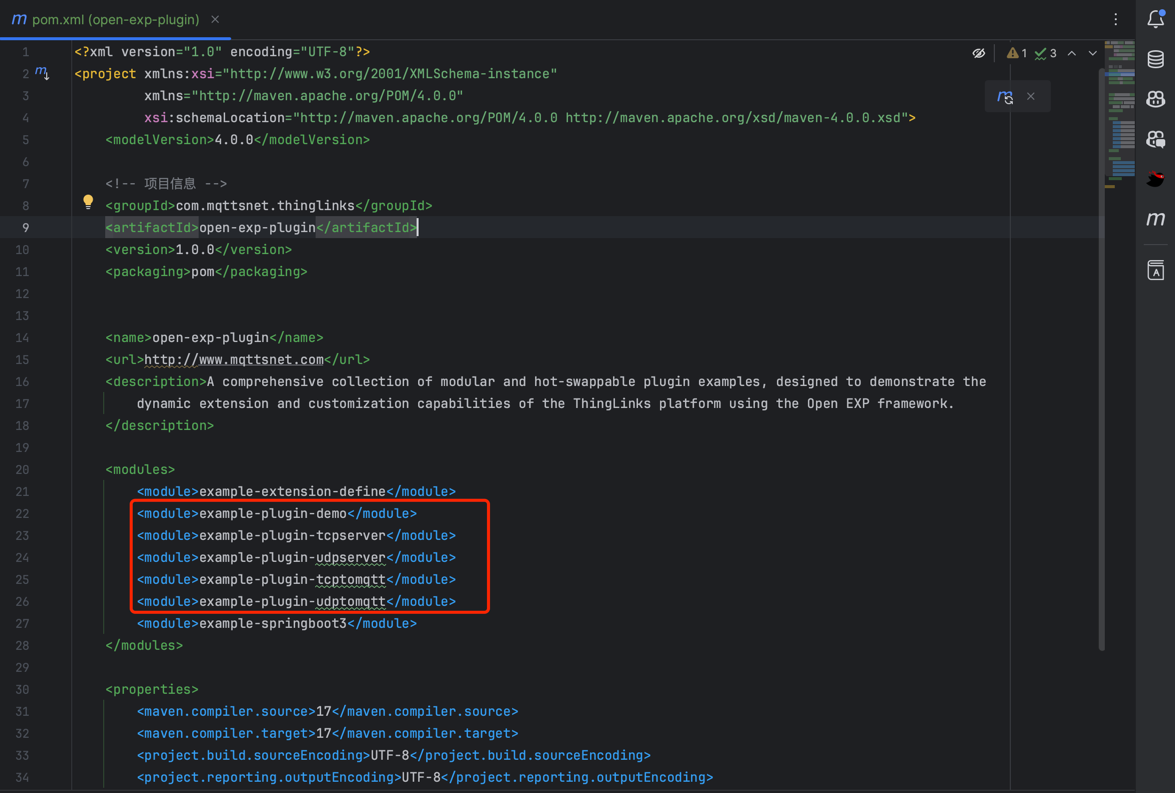 pom.xml (open-exp-plugin)
1 <?xml version="1.0" encoding="UTF-8"?>
2 <project xmlns:xsi="http://www.w3.org/2001/XMLSchema-instance"
3 xmlns="http://maven.apache.org/POM/4.0.0"
4 xsi:schemaLocation="http://maven.apache.org/POM/4.0.0 http://maven.apache.org/xsd/maven-4.0.0.xsd">
5 <modelVersion>4.0.0</modelVersion>
6
7 <!-- 项目信息 -->
8 <groupId>com.mqttsnet.thinglinks</groupId>
9 <artifactId>open-exp-plugin</artifactId>
10 <version>1.0.0</version>
11 <packaging>pom</packaging>
12
13
14 <name>open-exp-plugin</name>
15 <url>http://www.mqttsnet.com</url>
16 <description>A comprehensive collection of modular and hot-swappable plugin examples, designed to demonstrate the
17 dynamic extension and customization capabilities of the ThingLinks platform using the Open EXP framework.
18 </description>
19
20 <modules>
21 <module>example-extension-define</module>
22 <module>example-plugin-demo</module>
23 <module>example-plugin-tcpserver</module>
24 <module>example-plugin-udpserver</module>
25 <module>example-plugin-tcptomqtt</module>
26 <module>example-plugin-udptomqtt</module>
27 <module>example-springboot3</module>
28 </modules>
29
30 <properties>
31 <maven.compiler.source>17</maven.compiler.source>
32 <maven.compiler.target>17</maven.compiler.target>
33 <project.build.sourceEncoding>UTF-8</project.build.sourceEncoding>
34 <project.reporting.outputEncoding>UTF-8</project.reporting.outputEncoding>
1 3